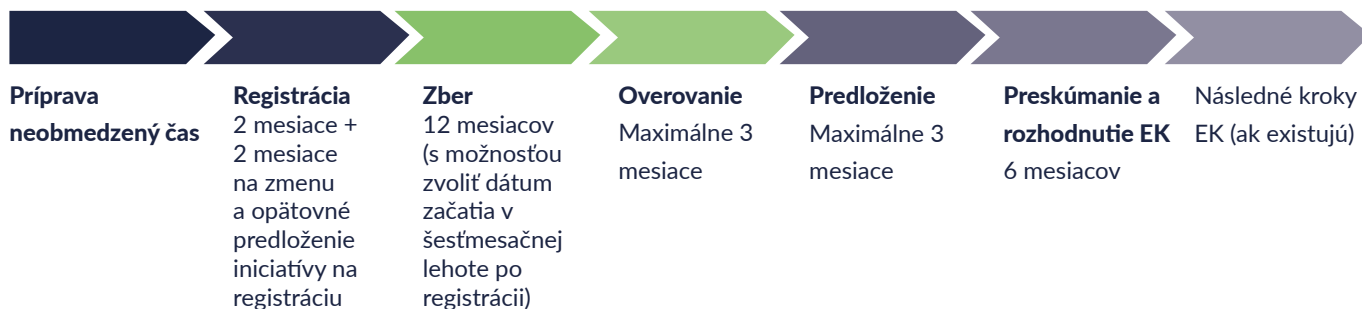 Príprava
neobmedzený čas
Registrácia
2 mesiace +
2 mesiace
na zmenu
a opätovné
predloženie
iniciatívy na
registráciu
Zber
12 mesiacov
(s možnosťou
zvoliť dátum
začatia v
šesťmesačnej
lehote po
registrácii)
Overovanie
Maximálne 3
mesiace
Predloženie
Maximálne 3
mesiace
Preskúmanie a
rozhodnutie EK
6 mesiacov
Následné kroky
EK (ak existujú)